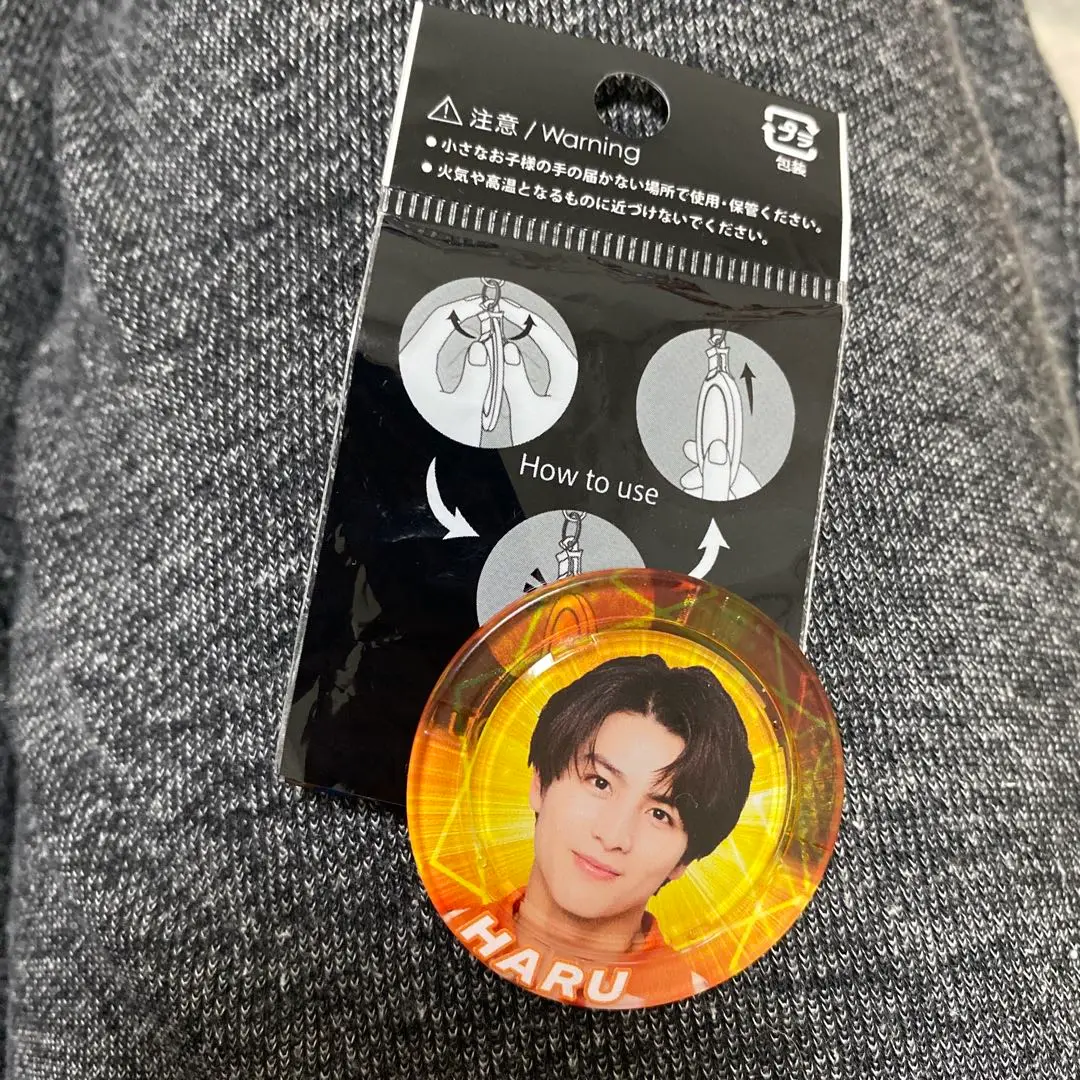 注意 / Warning
● 小さなお子様の手の届かない場所で使用・保管ください。
● 火気や高温となるものに近づけないでください。
プラ
包装
How to use
HARU